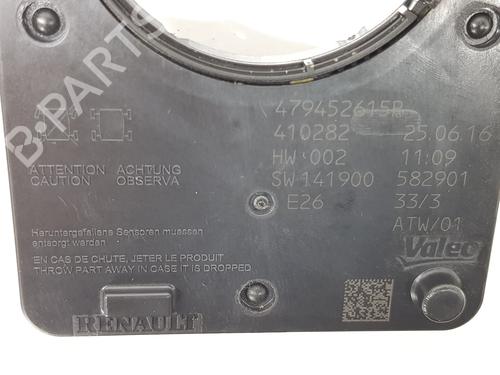 479452615R
410282 25.06.16
HW 002 11:09
SW 141900 582901
E26 33/3
ATW/01
Valeo
ATTENTION ACHTUNG
CAUTION OBSERVA
Heruntergefallene Sensoren muessen
entsorgt werden
EN CAS DE CHUTE, JETER LE PRODUIT
THROW PART AWAY IN CASE IT IS DROPPED
RENAULT
B-PARTS